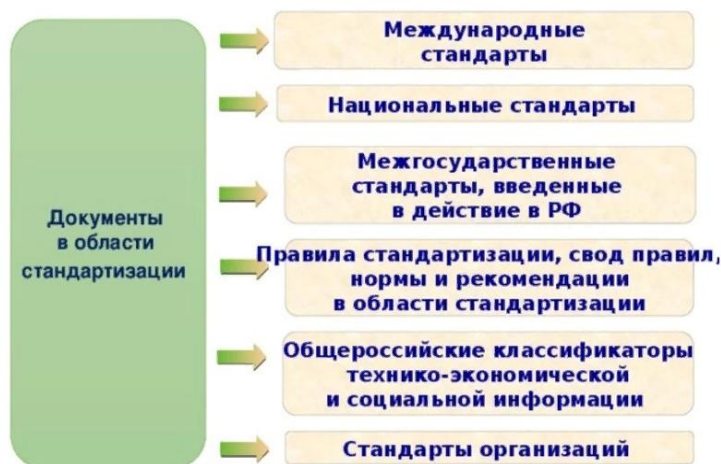 Документы
в области
стандартизации
Международные
стандарты
Национальные стандарты
Межгосударственные
стандарты, введенные
в действие в РФ
Правила стандартизации, свод правил,
нормы и рекомендации
в области стандартизации
Общероссийские классификаторы
технико-экономической
и социальной информации
Стандарты организаций